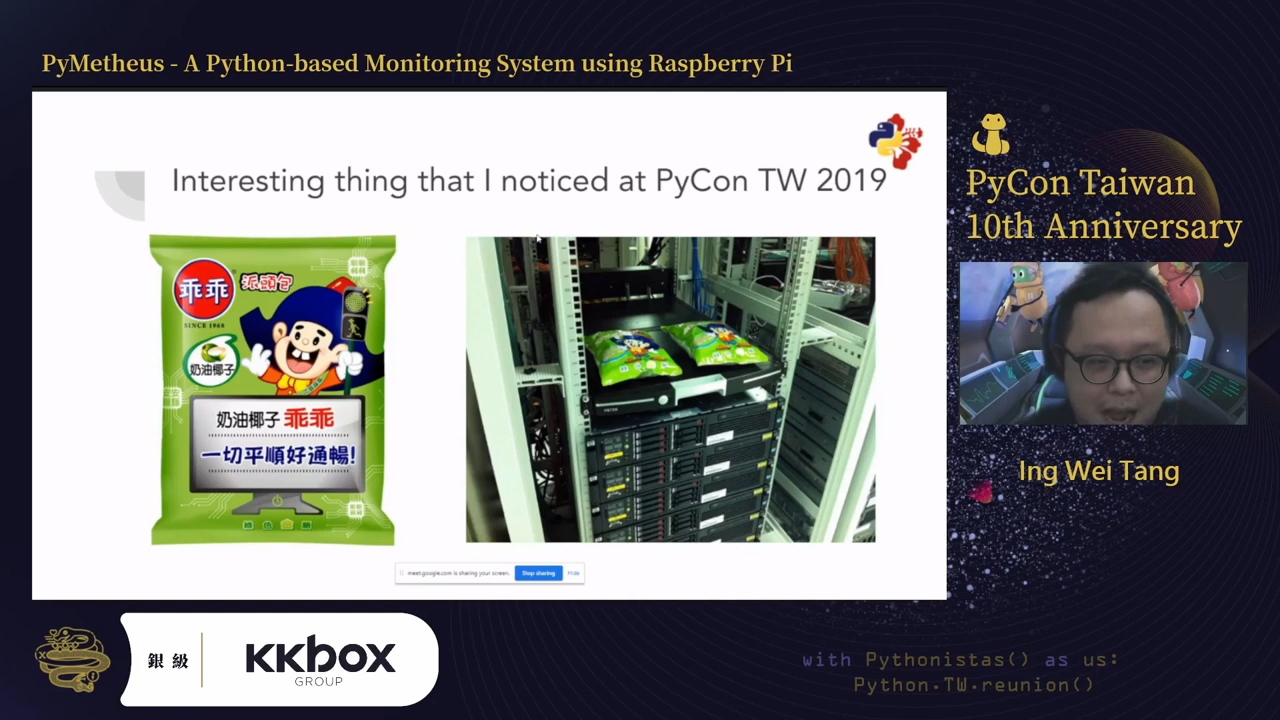 PyMetheus - A Python-based Monitoring System using Raspberry Pi
Interesting thing that I noticed at PyCon TW 2019
乖乖
派頭包
SINCE 1968
奶油椰子
奶油椰子 乖乖
一切平順好通暢!
meet.google.com is sharing your screen.
Stop sharing
Hide
PyCon Taiwan
10th Anniversary
Ing Wei Tang
銀級
KKBOX
GROUP
with Pythonistas() as us:
Python.TW.reunion()